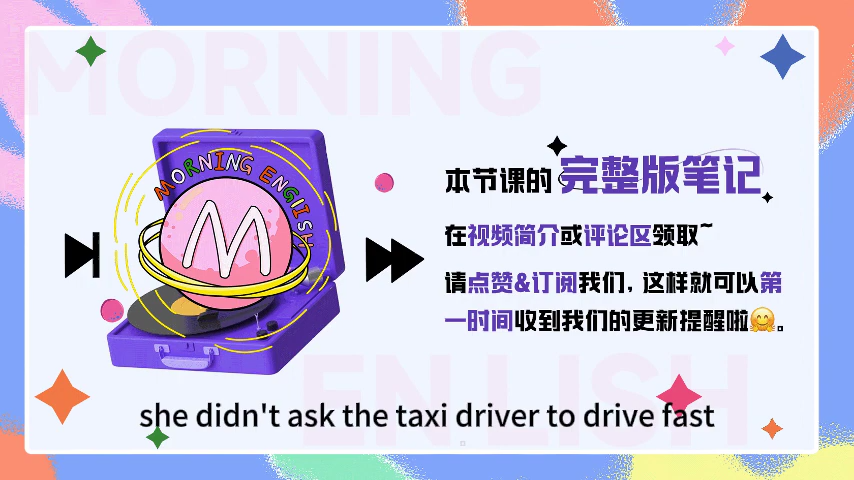 MORNING
MORNING ENGlISH
M
本节课的 完整版笔记
在视频简介或评论区领取~
请点赞&订阅我们，这样就可以第
一时间收到我们的更新提醒啦🤗。
EN LISH
she didn't ask the taxi driver to drive fast